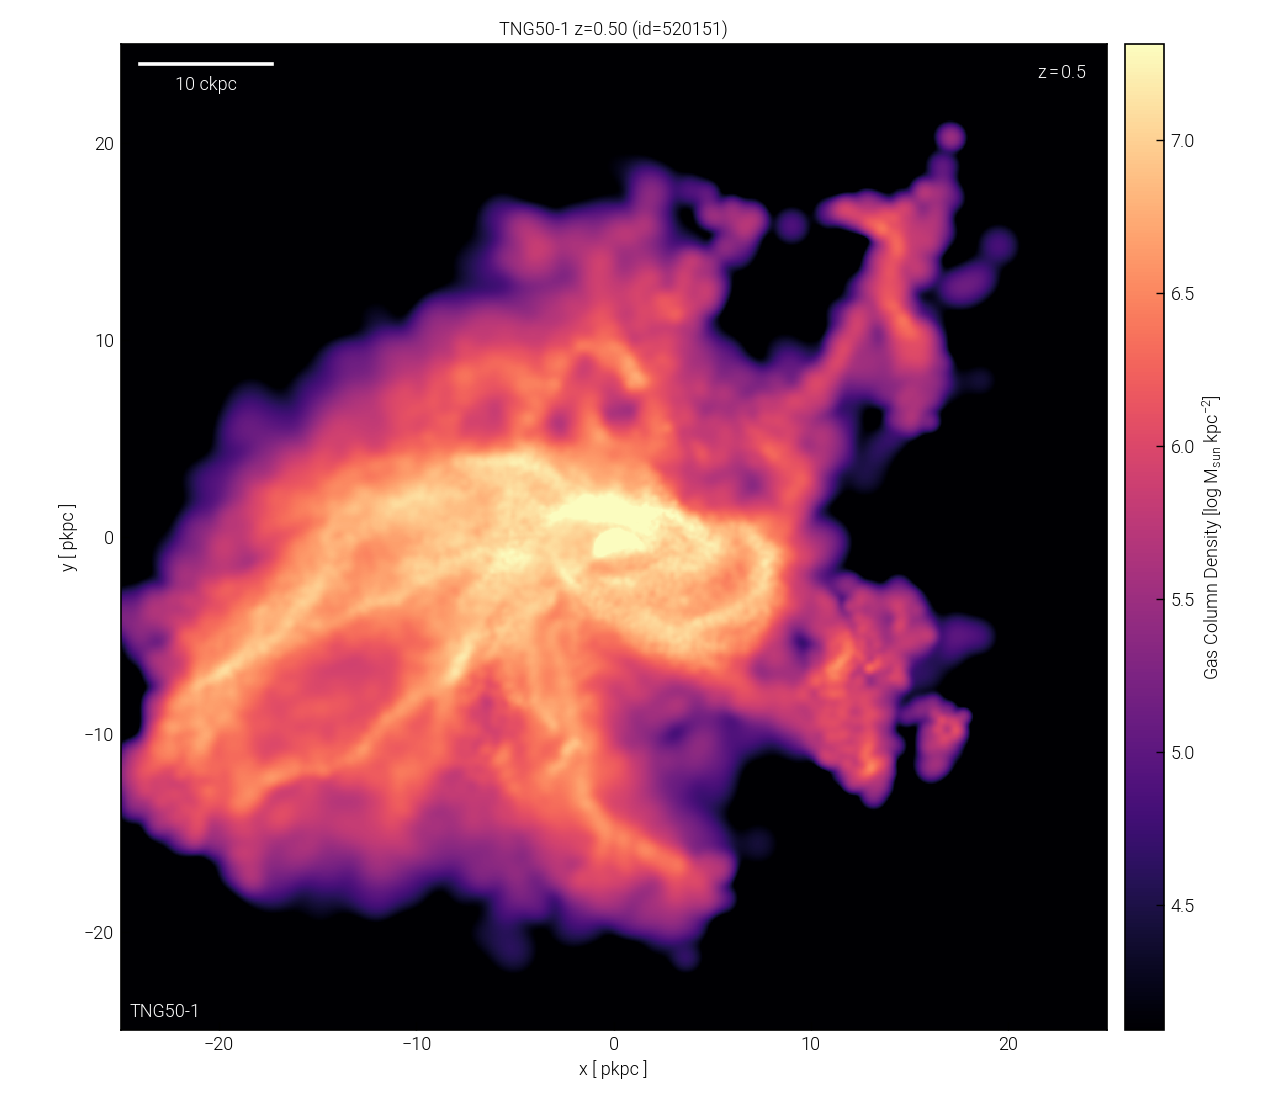 TNG50-1 z=0.50 (id=520151)
10 ckpc
z=0.5
20
10
0
−10
−20
y [ pkpc ]
TNG50-1
−20
−10
0
10
20
x [ pkpc ]
7.0
6.5
6.0
5.5
5.0
4.5
Gas Column Density [log M_sun kpc⁻²]